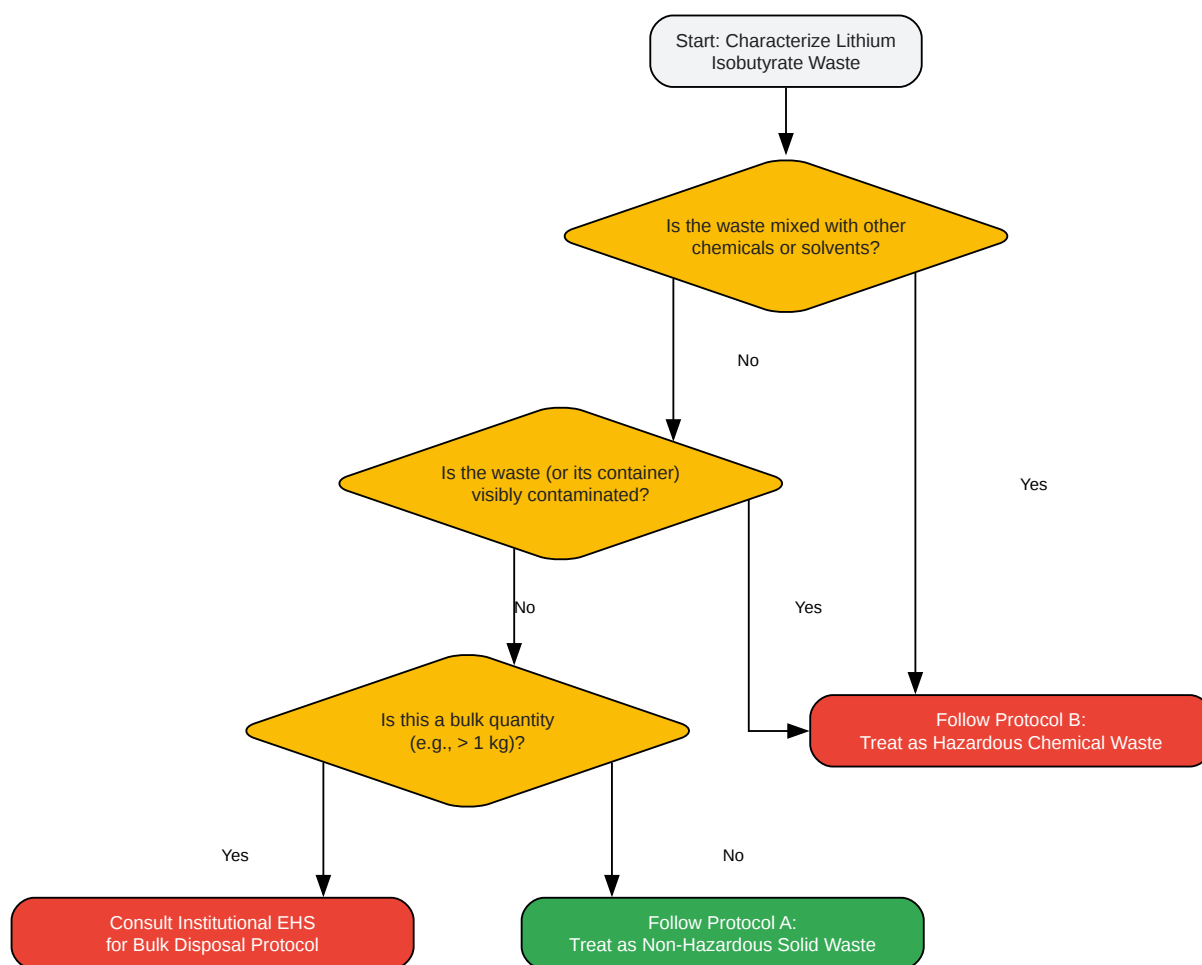 Start: Characterize Lithium
Isobutyrate Waste
Is the waste mixed with other
chemicals or solvents?
No
Is the waste (or its container)
visibly contaminated?
Yes
No
Yes
Is this a bulk quantity
(e.g., > 1 kg)?
Follow Protocol B:
Treat as Hazardous Chemical Waste
Yes
No
Consult Institutional EHS
for Bulk Disposal Protocol
Follow Protocol A:
Treat as Non-Hazardous Solid Waste